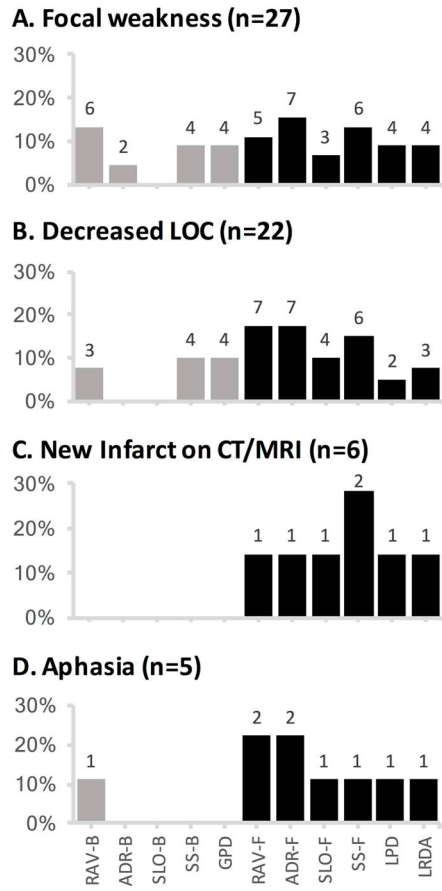 A. Focal weakness (n=27)
30%
20%
10%
0%
6 2 4 4 5 7 3 6 4 4
B. Decreased LOC (n=22)
30%
20%
10%
0%
3 4 4 7 7 4 6 2 3
C. New Infarct on CT/MRI (n=6)
30%
20%
10%
0%
1 1 1 2 1 1
D. Aphasia (n=5)
30%
20%
10%
0%
1 2 2 1 1 1 1
RAV-B
ADR-B
SLO-B
SS-B
GPD
RAV-F
ADR-F
SLO-F
SS-F
LPD
LRDA